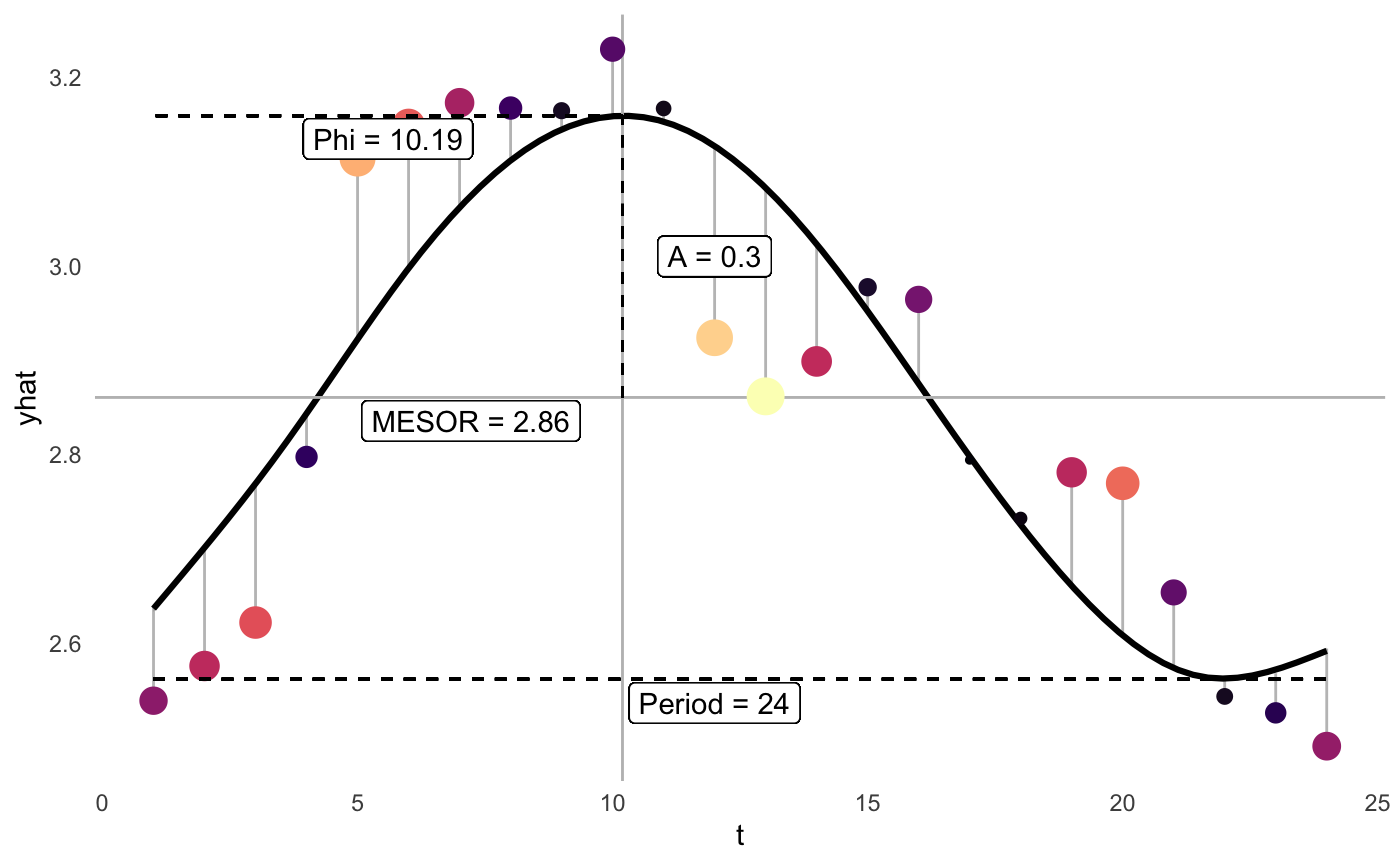 3.2
Phi = 10.19
3.0
A = 0.3
yhat
MESOR = 2.86
2.8
2.6
Period = 24
0 5 10 15 20 25
t